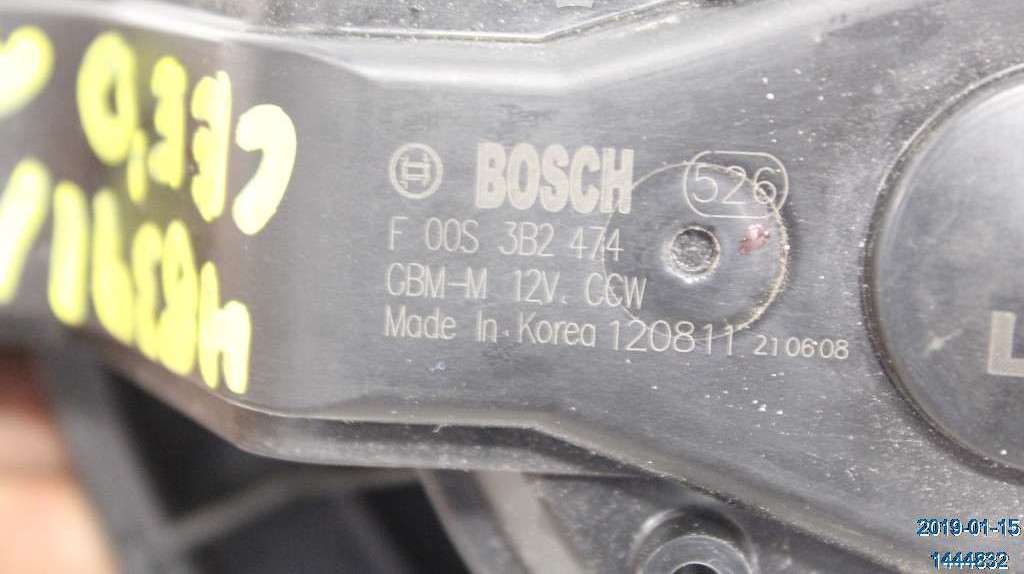 BOSCH 526
F 00S 3B2 474
GBM-M 12V. CCW
Made In Korea 120811 210608
2019-01-15
1444832